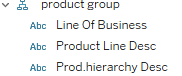 product group
Abc Line Of Business
Abc Product Line Desc
Abc Prod.hierarchy Desc